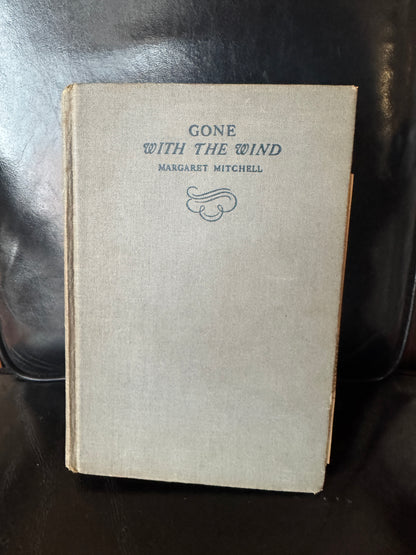 GONE
WITH THE WIND
MARGARET MITCHELL